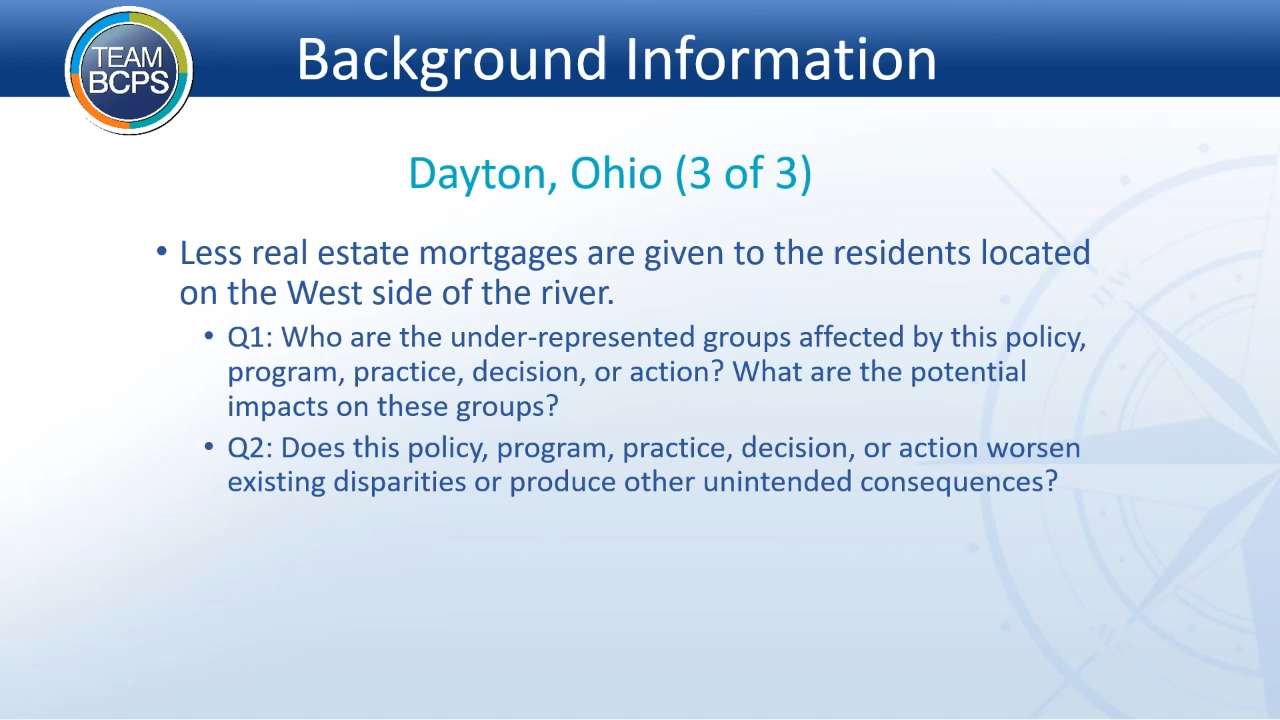 TEAM
BCPS
Background Information
Dayton, Ohio (3 of 3)
• Less real estate mortgages are given to the residents located
on the West side of the river.
• Q1: Who are the under-represented groups affected by this policy,
program, practice, decision, or action? What are the potential
impacts on these groups?
• Q2: Does this policy, program, practice, decision, or action worsen
existing disparities or produce other unintended consequences?
NW